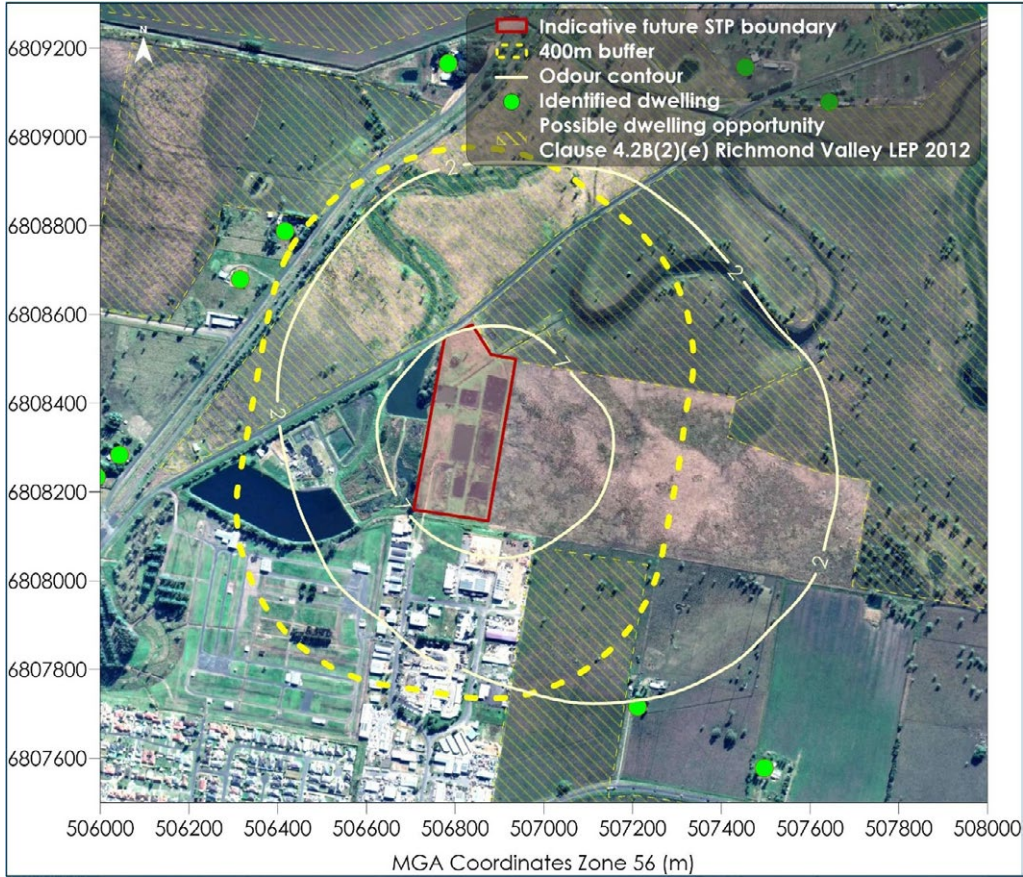 N
Indicative future STP boundary
400m buffer
Odour contour
Identified dwelling
Possible dwelling opportunity
Clause 4.2B(2)(e) Richmond Valley LEP 2012
6809200
6809000
6808800
6808600
6808400
6808200
6808000
6807800
6807600
2
2
7
2
7
2
506000 506200 506400 506600 506800 507000 507200 507400 507600 507800 508000
MGA Coordinates Zone 56 (m)